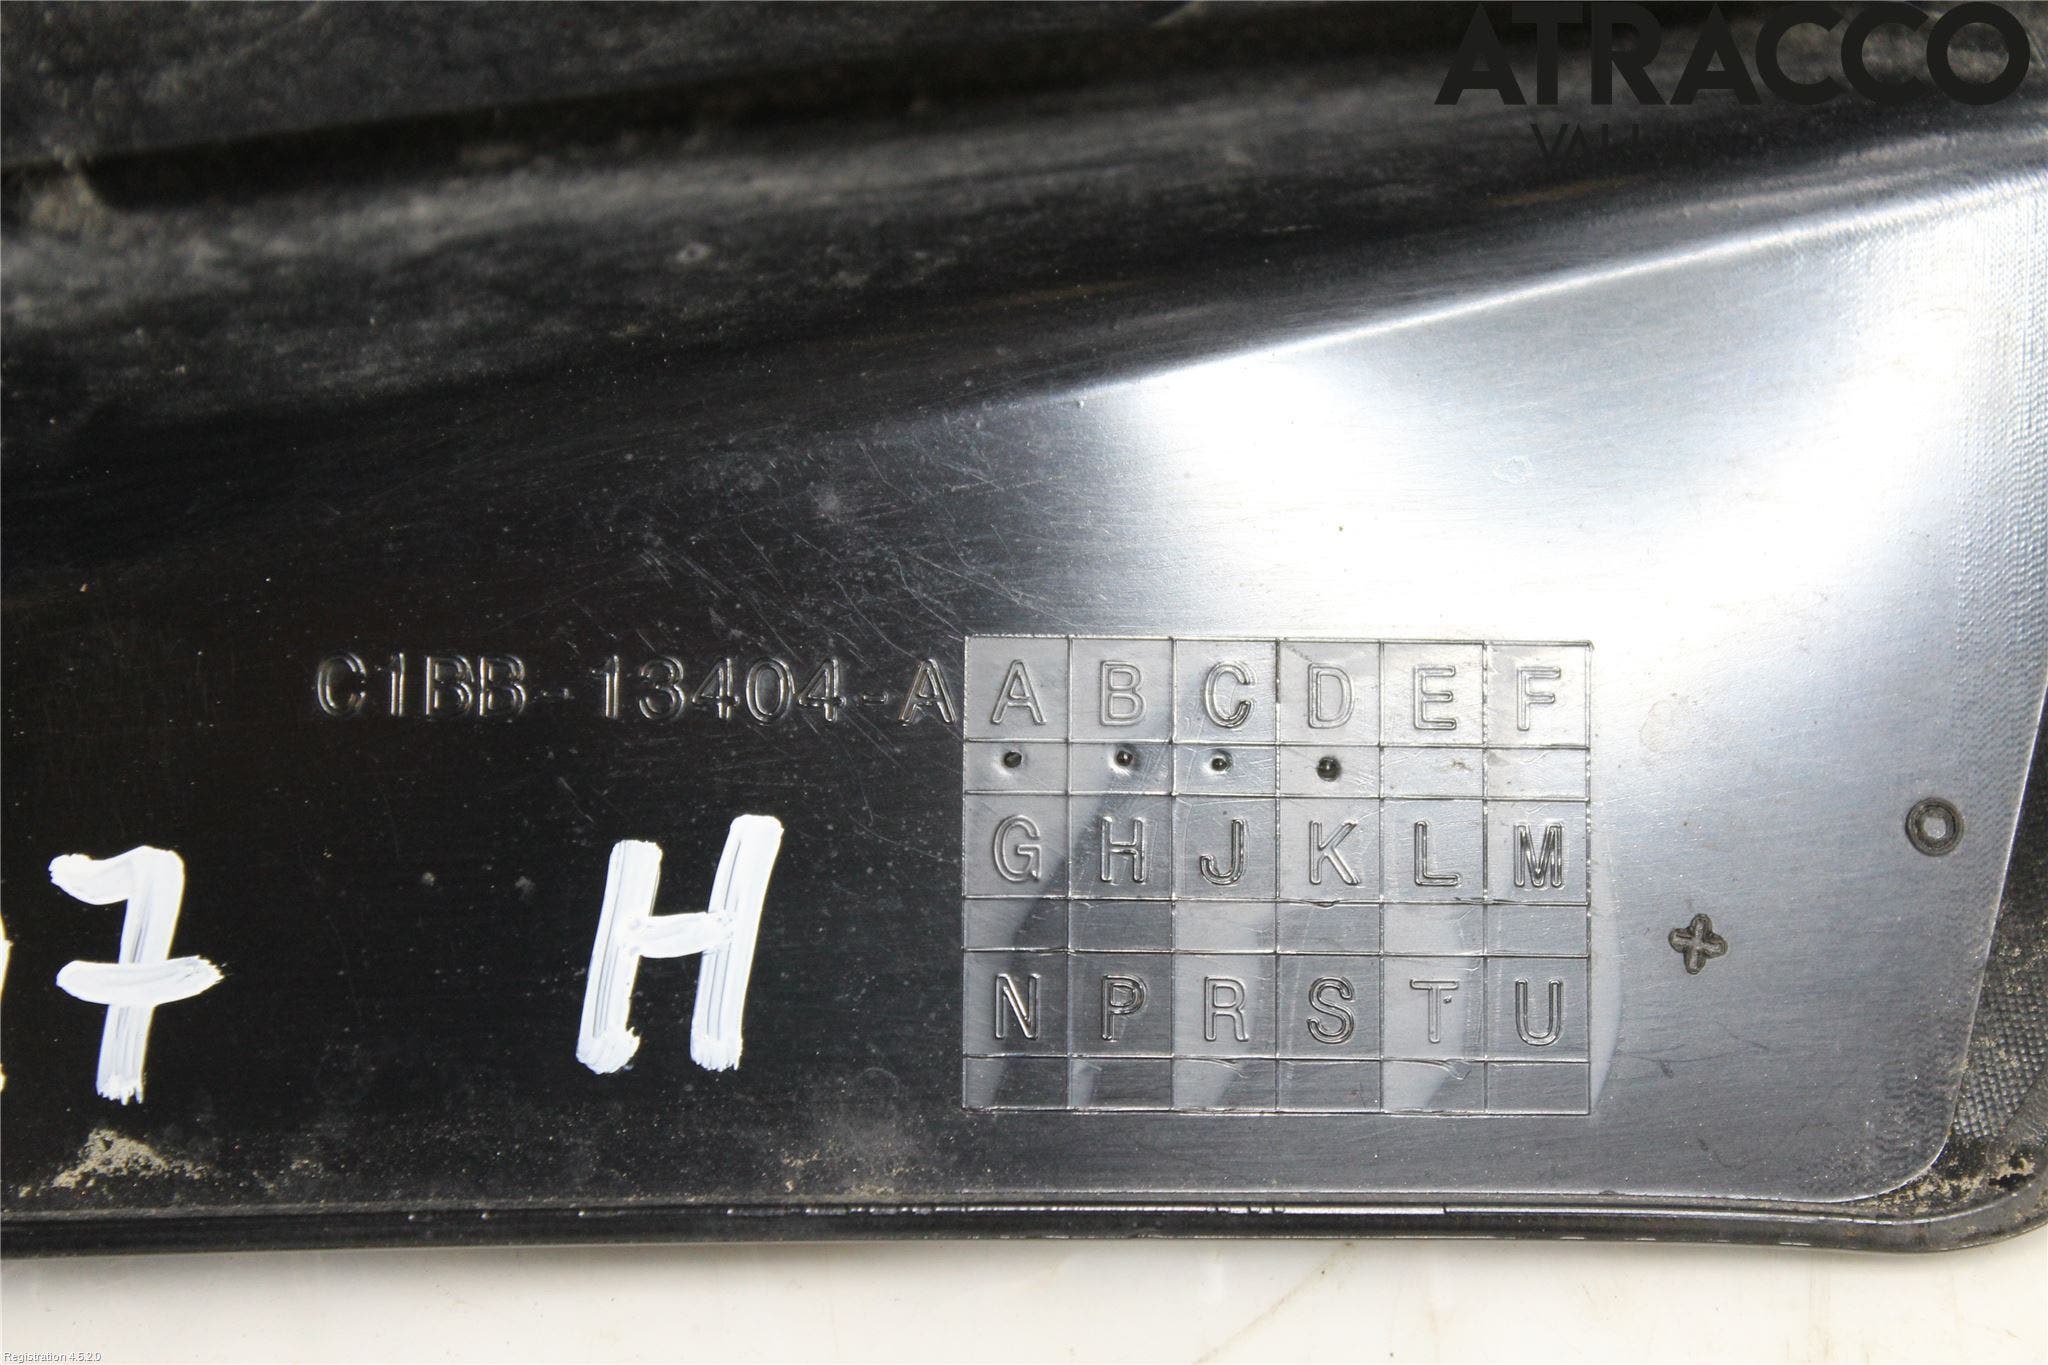 ATRACCO
C1BB-13404-A
A B C D E F
G H J K L M
N P R S T U
7 H
Registration 4.5.2.0